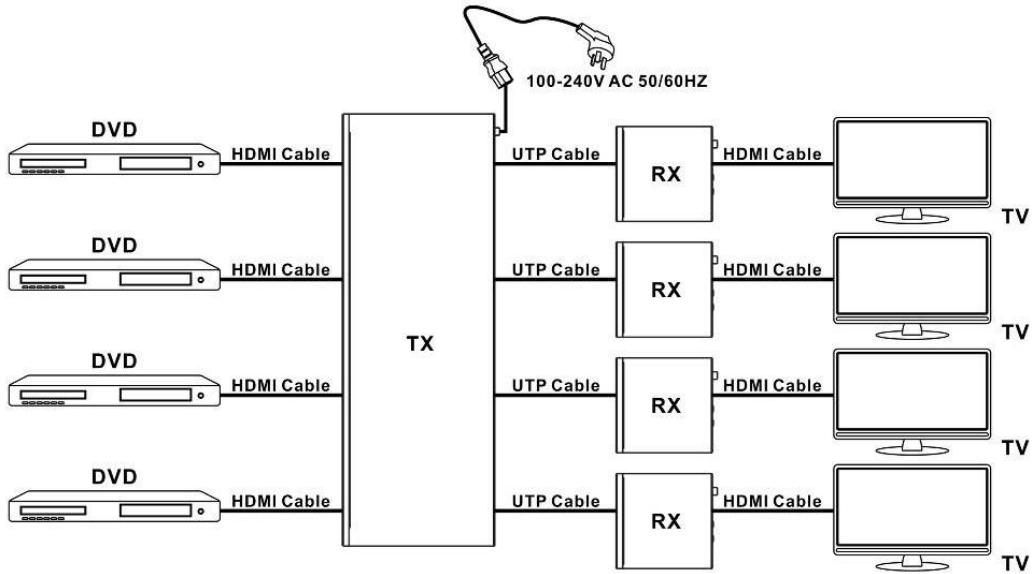 100-240V AC 50/60HZ
DVD
HDMI Cable
UTP Cable
RX
HDMI Cable
TV
DVD
HDMI Cable
UTP Cable
RX
HDMI Cable
TV
TX
DVD
HDMI Cable
UTP Cable
RX
HDMI Cable
TV
DVD
HDMI Cable
UTP Cable
RX
HDMI Cable
TV